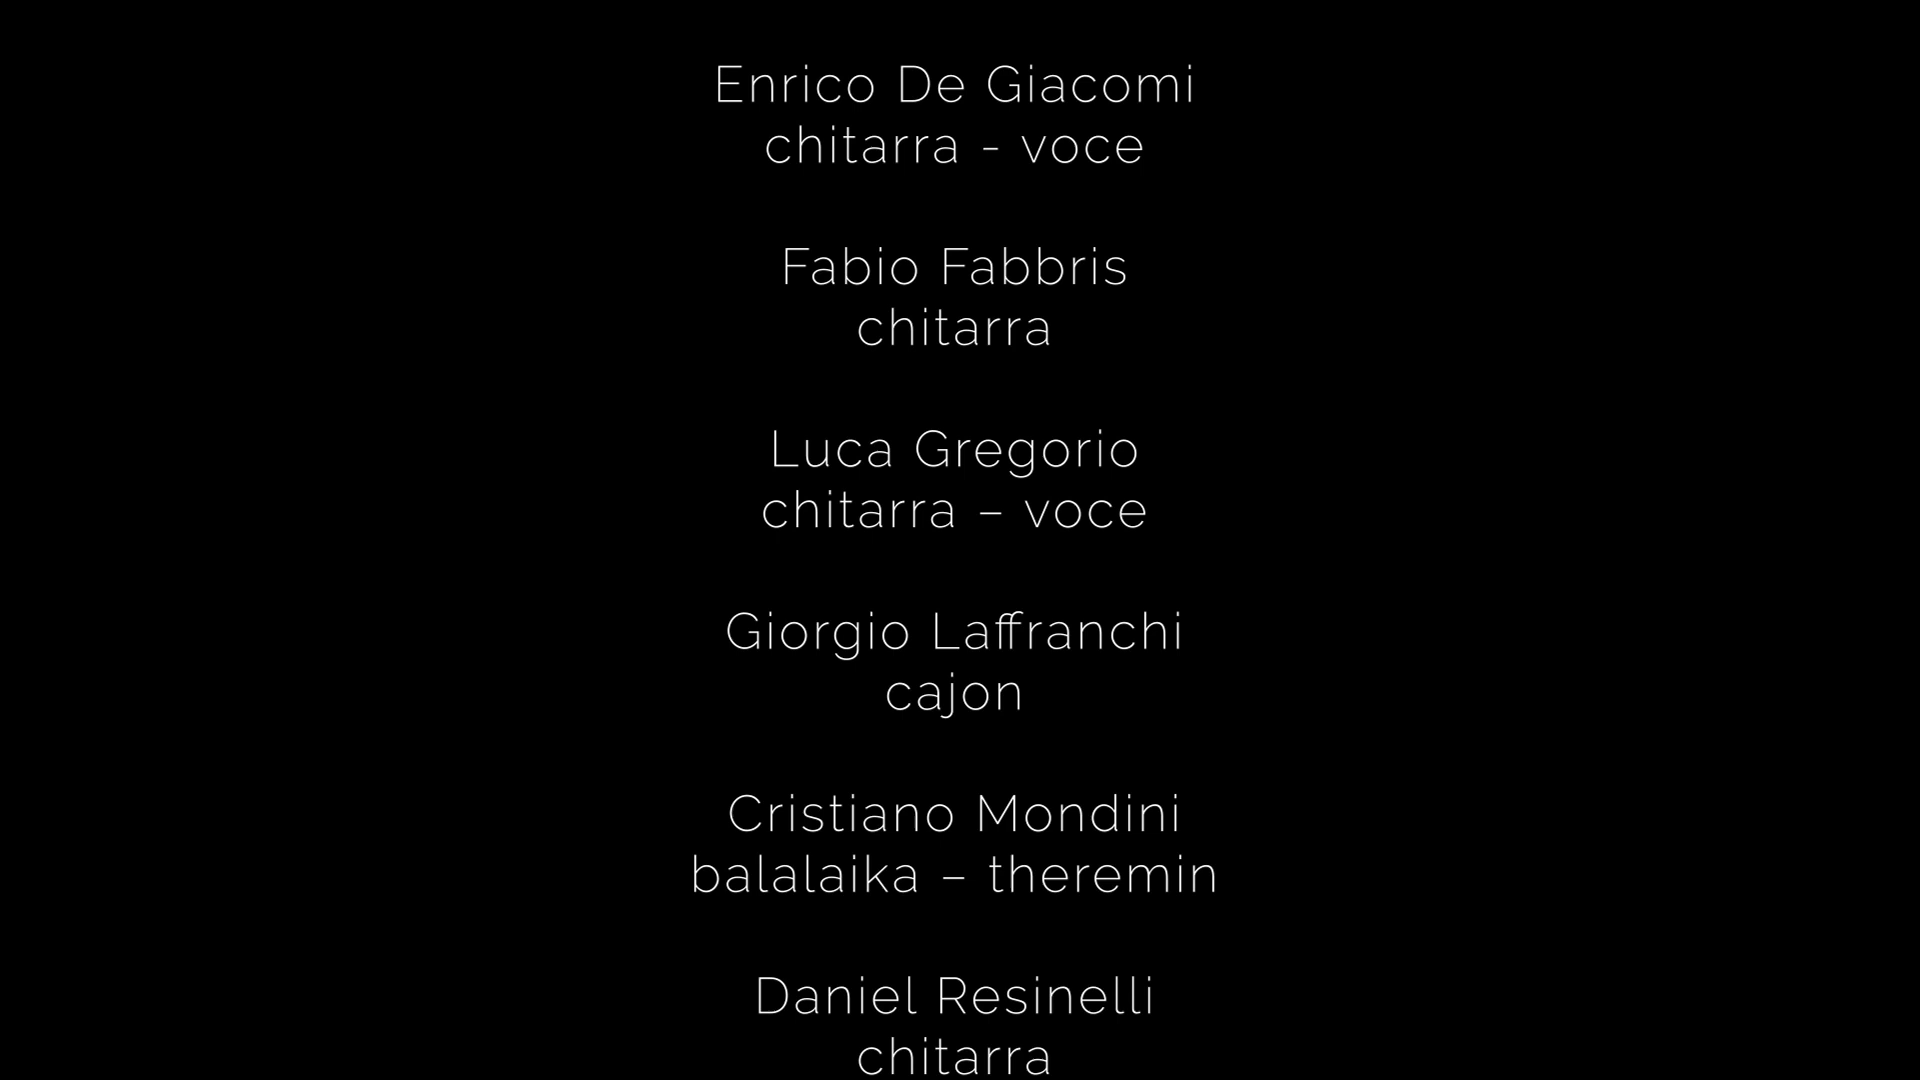 Enrico De Giacomi
chitarra - voce
Fabio Fabbris
chitarra
Luca Gregorio
chitarra – voce
Giorgio Laffranchi
cajon
Cristiano Mondini
balalaika – theremin
Daniel Resinelli
chitarra